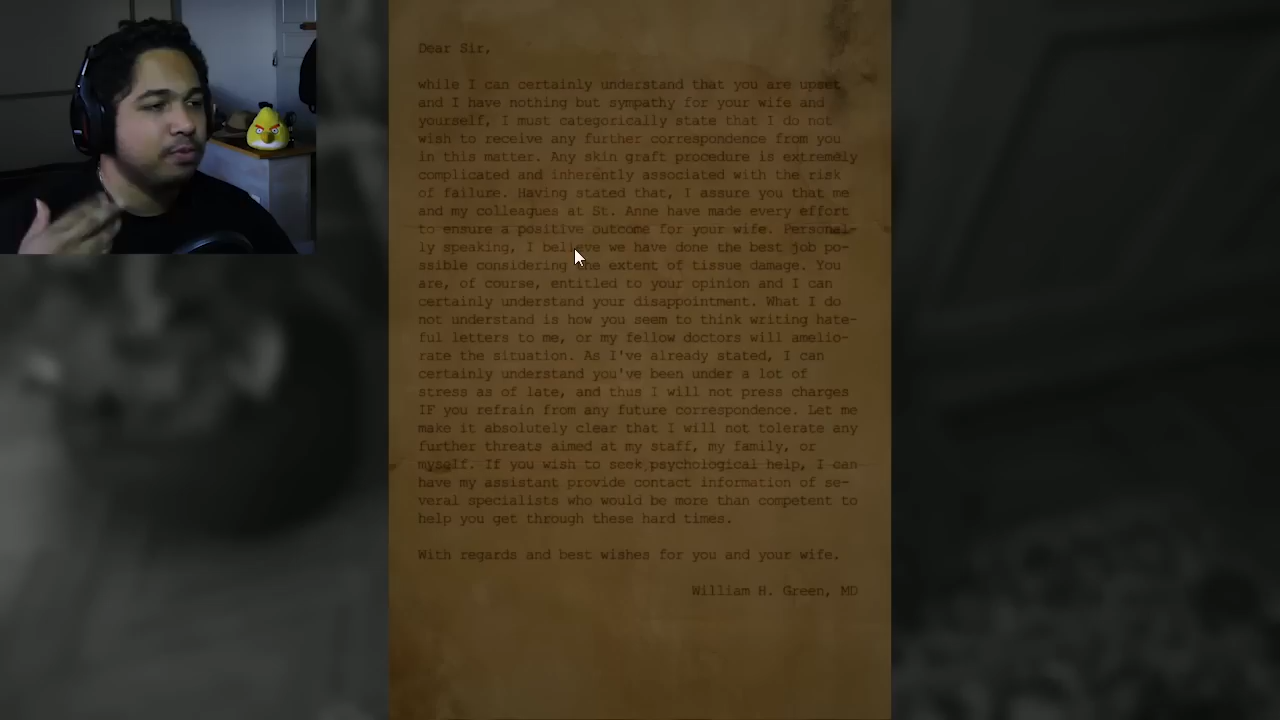 Dear Sir,
while I can certainly understand that you are upset
and I have nothing but sympathy for your wife and
yourself, I must categorically state that I do not
wish to receive any further correspondence from you
in this matter. Any skin graft procedure is extremely
complicated and inherently associated with the risk
of failure. Having stated that, I assure you that me
and my colleagues at St. Anne have made every effort
to ensure a positive outcome for your wife. Personal-
ly speaking, I believe we have done the best job po-
ssible considering the extent of tissue damage. You
are, of course, entitled to your opinion and I can
certainly understand your disappointment. What I do
not understand is how you seem to think writing hate-
ful letters to me, or my fellow doctors will amelio-
rate the situation. As I've already stated, I can
certainly understand you've been under a lot of
stress as of late, and thus I will not press charges
IF you refrain from any future correspondence. Let me
make it absolutely clear that I will not tolerate any
further threats aimed at my staff, my family, or
myself. If you wish to seek psychological help, I can
have my assistant provide contact information of se-
veral specialists who would be more than competent to
help you get through these hard times.
With regards and best wishes for you and your wife.
William H. Green, MD